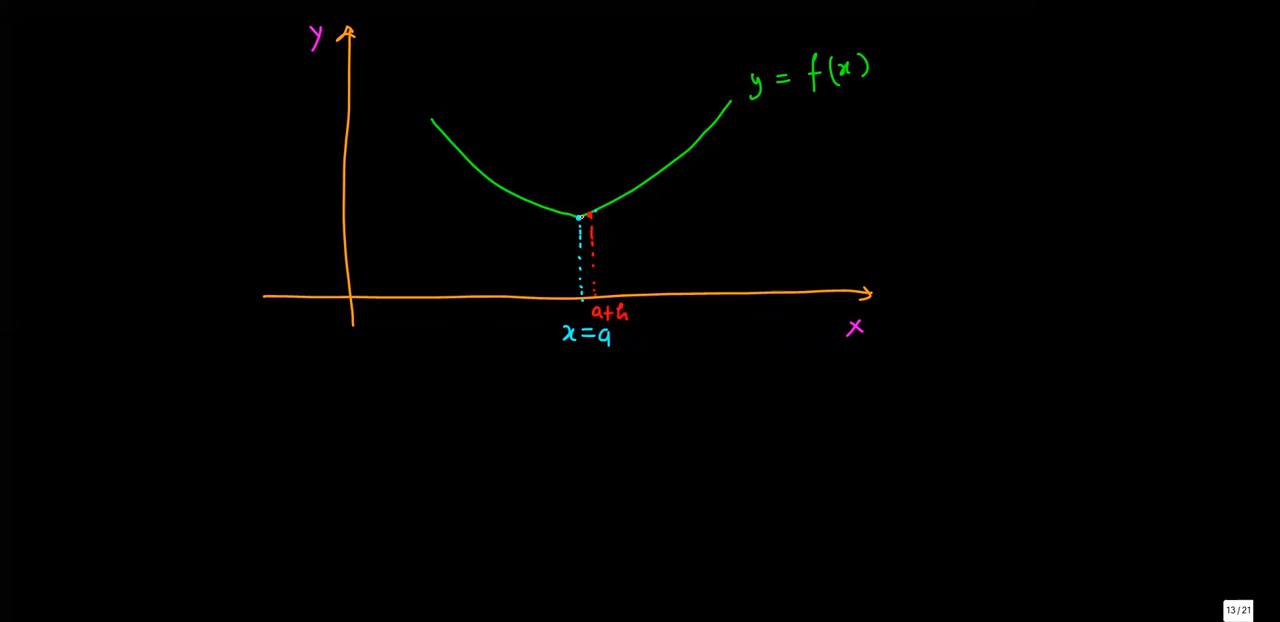 y
y = f(x)
a+h
x=a
x
13 / 21